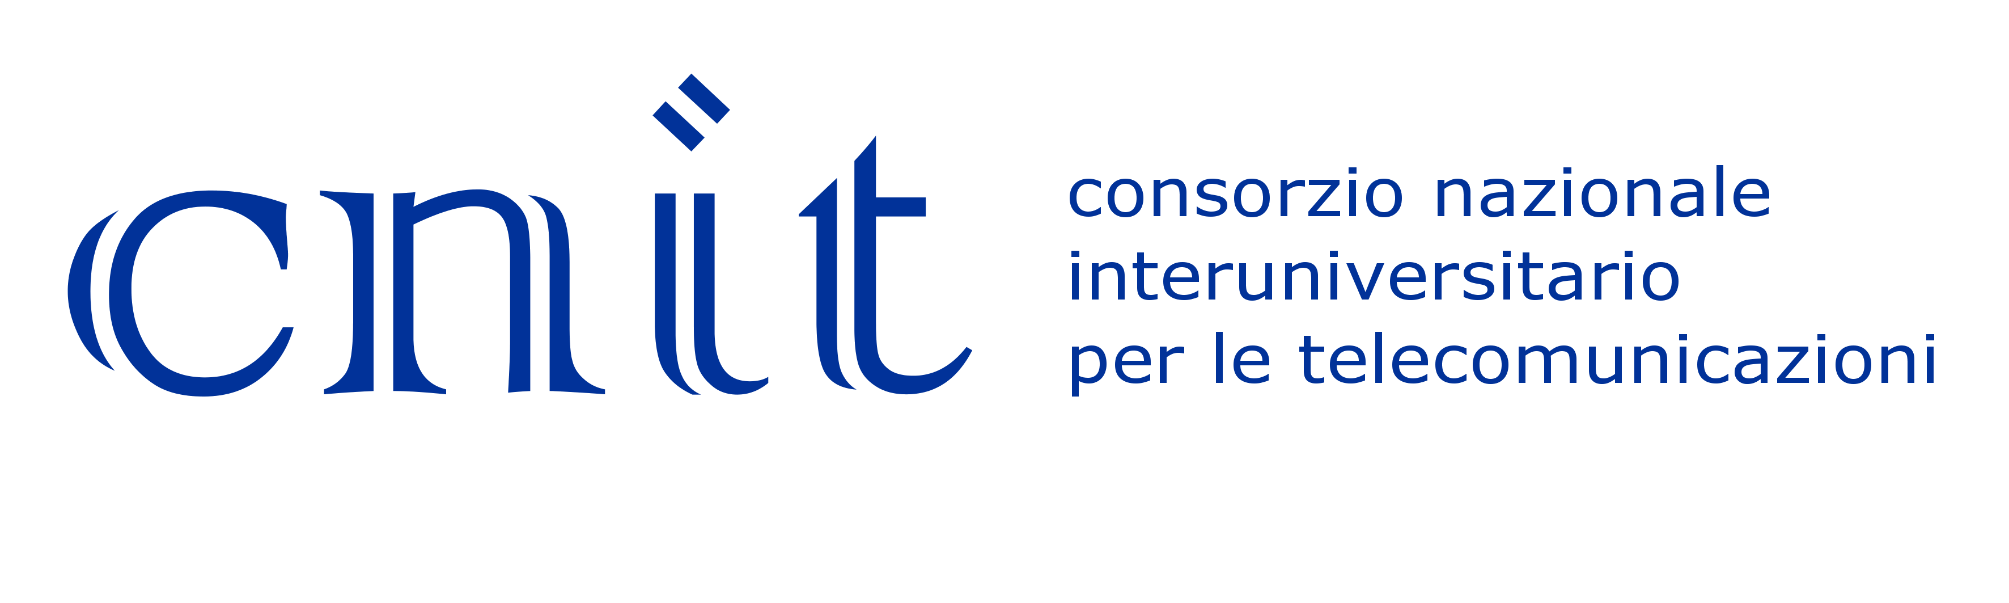 cnit
consorzio nazionale
interuniversitario
per le telecomunicazioni